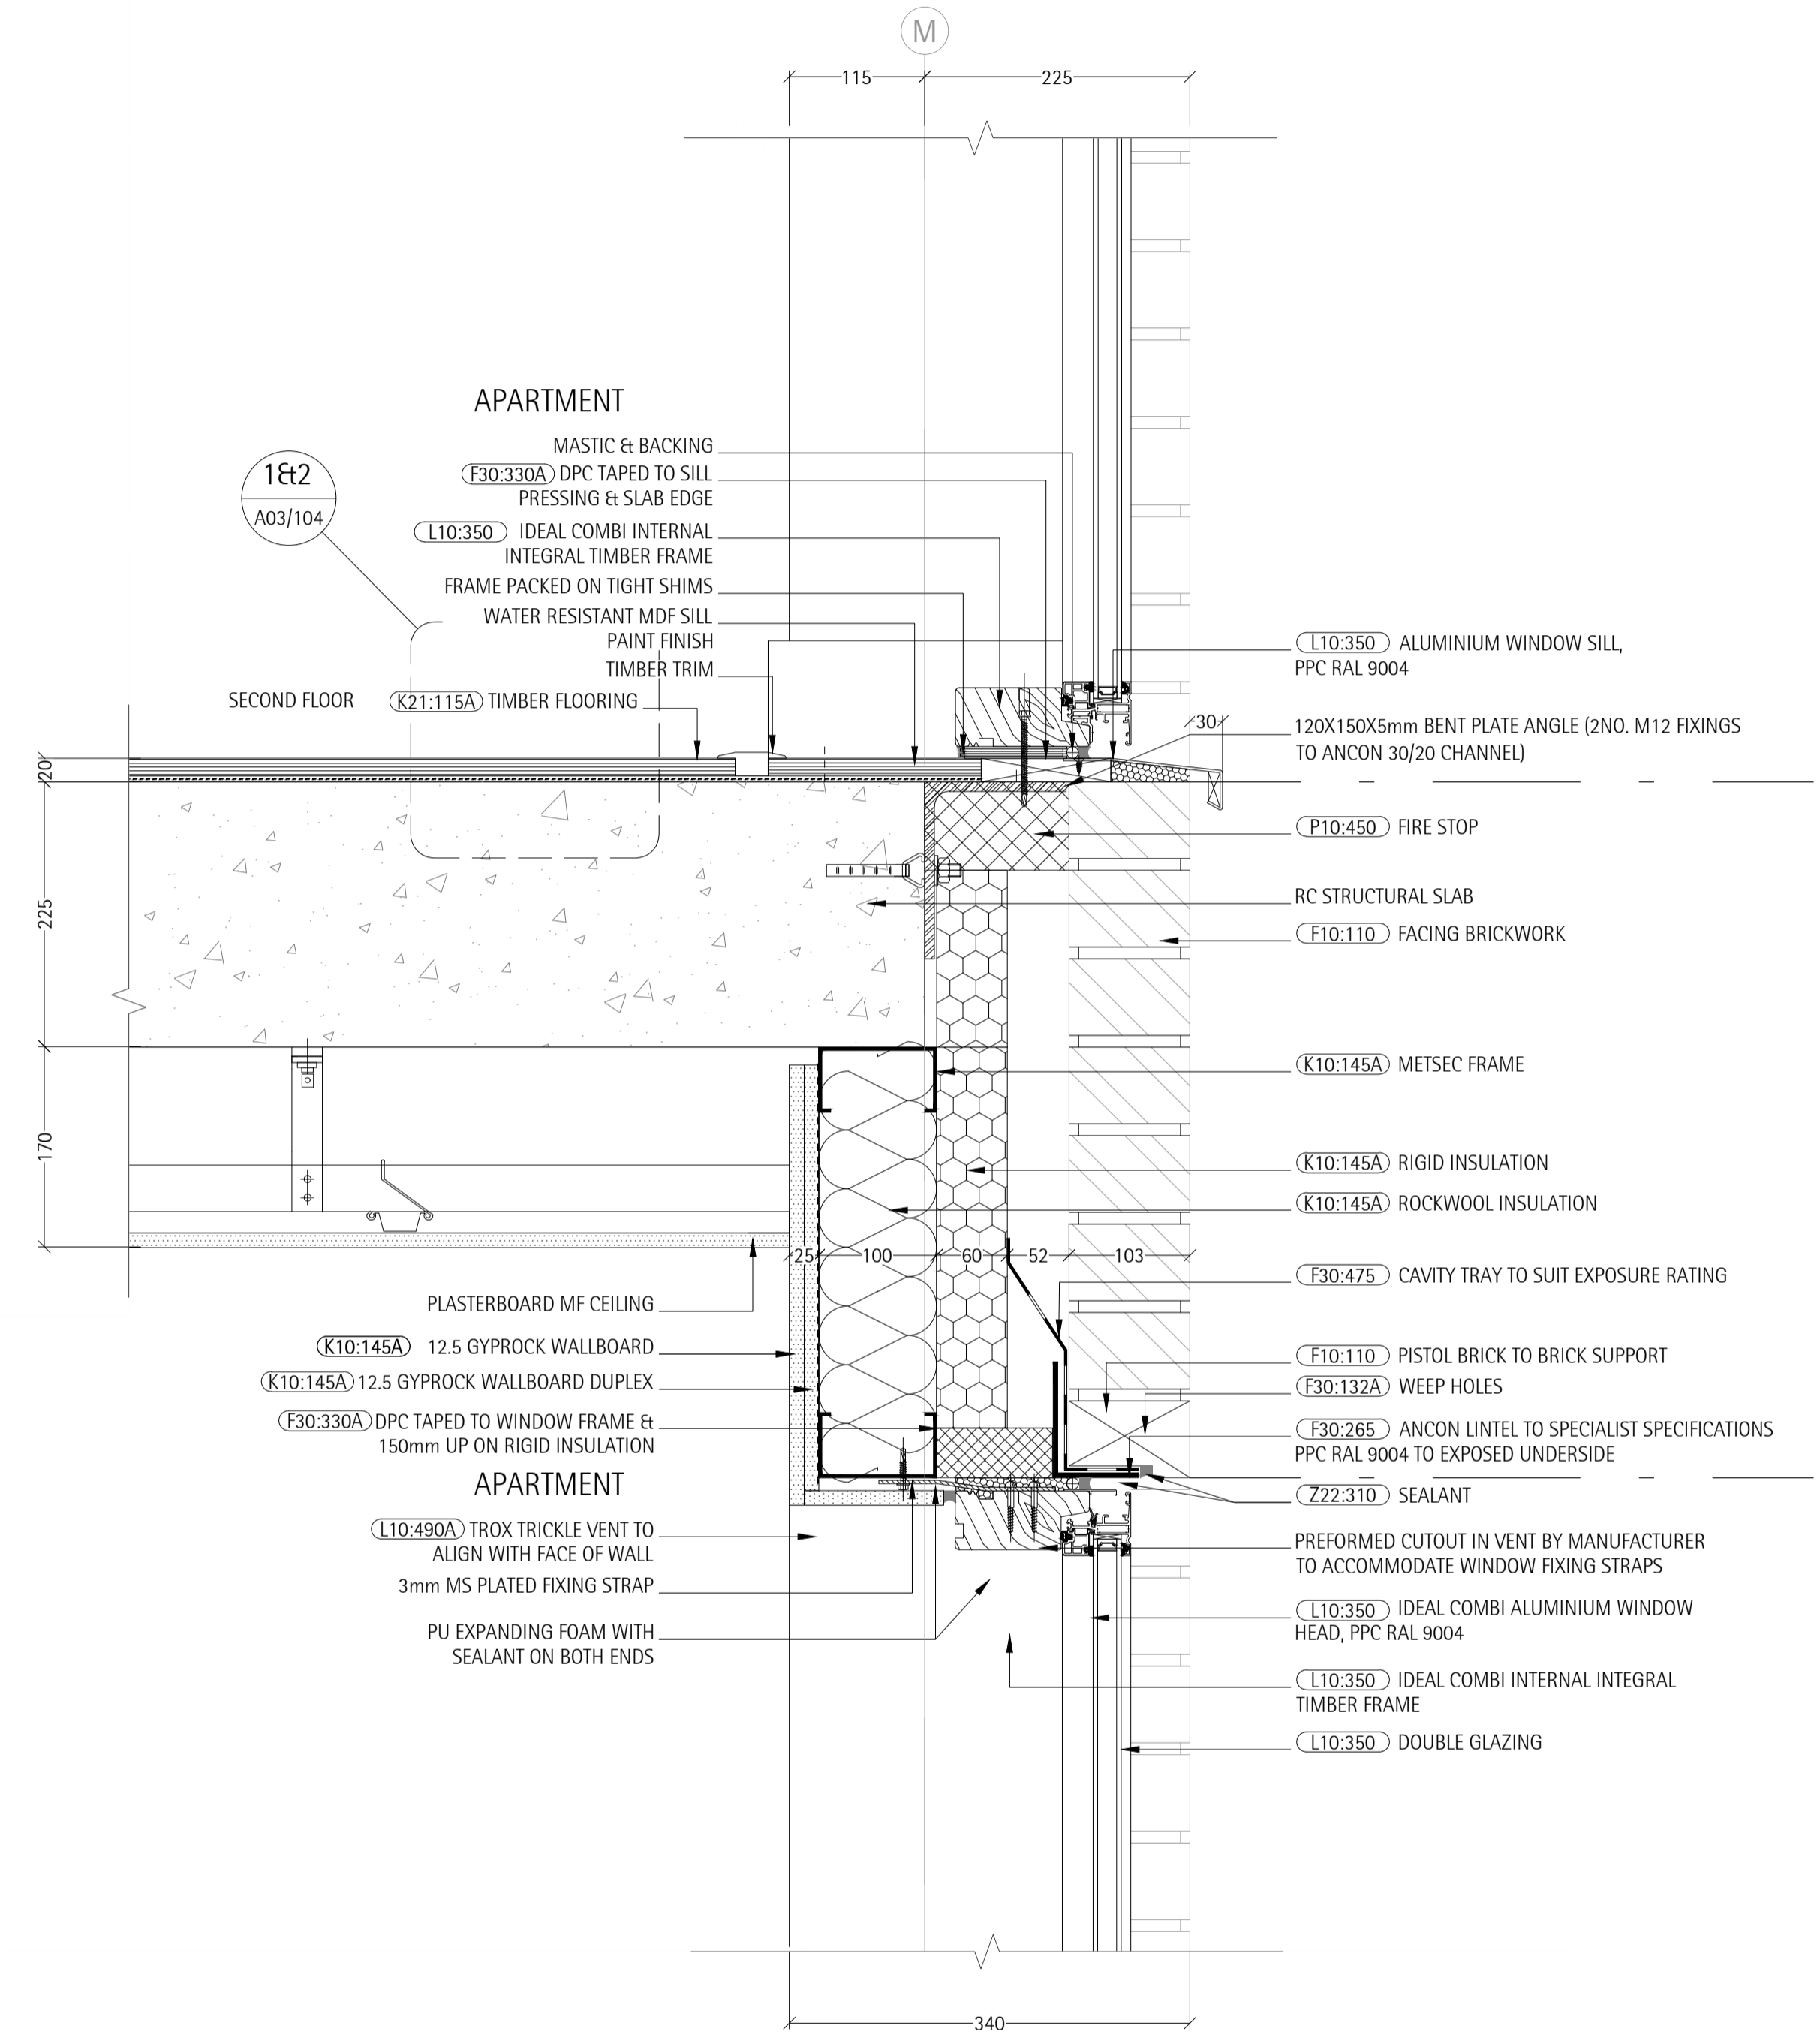 M
115
225
APARTMENT
MASTIC & BACKING
F30:330A DPC TAPED TO SILL
PRESSING & SLAB EDGE
1&2
A03/104
L10:350 IDEAL COMBI INTERNAL
INTEGRAL TIMBER FRAME
FRAME PACKED ON TIGHT SHIMS
WATER RESISTANT MDF SILL
PAINT FINISH
TIMBER TRIM
SECOND FLOOR
K21:115A TIMBER FLOORING
L10:350 ALUMINIUM WINDOW SILL,
PPC RAL 9004
30
120X150X5mm BENT PLATE ANGLE (2NO. M12 FIXINGS
TO ANCON 30/20 CHANNEL)
20
P10:450 FIRE STOP
225
RC STRUCTURAL SLAB
F10:110 FACING BRICKWORK
K10:145A METSEC FRAME
170
K10:145A RIGID INSULATION
K10:145A ROCKWOOL INSULATION
25
100
60
52
103
F30:475 CAVITY TRAY TO SUIT EXPOSURE RATING
PLASTERBOARD MF CEILING
K10:145A 12.5 GYPROCK WALLBOARD
K10:145A 12.5 GYPROCK WALLBOARD DUPLEX
F30:330A DPC TAPED TO WINDOW FRAME &
150mm UP ON RIGID INSULATION
APARTMENT
L10:490A TROX TRICKLE VENT TO
ALIGN WITH FACE OF WALL
3mm MS PLATED FIXING STRAP
PU EXPANDING FOAM WITH
SEALANT ON BOTH ENDS
F10:110 PISTOL BRICK TO BRICK SUPPORT
F30:132A WEEP HOLES
F30:265 ANCON LINTEL TO SPECIALIST SPECIFICATIONS
PPC RAL 9004 TO EXPOSED UNDERSIDE
Z22:310 SEALANT
PREFORMED CUTOUT IN VENT BY MANUFACTURER
TO ACCOMMODATE WINDOW FIXING STRAPS
L10:350 IDEAL COMBI ALUMINIUM WINDOW
HEAD, PPC RAL 9004
L10:350 IDEAL COMBI INTERNAL INTEGRAL
TIMBER FRAME
L10:350 DOUBLE GLAZING
340